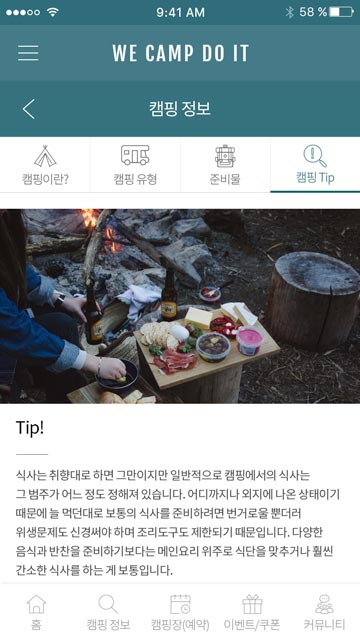 9:41 AM 58 %
WE CAMP DO IT
캠핑 정보
캠핑이란? 캠핑 유형 준비물 캠핑 Tip
Tip!
식사는 취향대로 하면 그만이지만 일반적으로 캠핑에서의 식사는
그 범주가 어느 정도 정해져 있습니다. 어디까지나 외지에 나온 상태이기
때문에 늘 먹던대로 보통의 식사를 준비하려면 번거로울 뿐더러
위생문제도 신경써야 하며 조리도구도 제한되기 때문입니다. 다양한
음식과 반찬을 준비하기보다는 메인요리 위주로 식단을 맞추거나 훨씬
간소한 식사를 하는 게 보통입니다.
홈 캠핑 정보 캠핑장(예약) 이벤트/쿠폰 커뮤니티